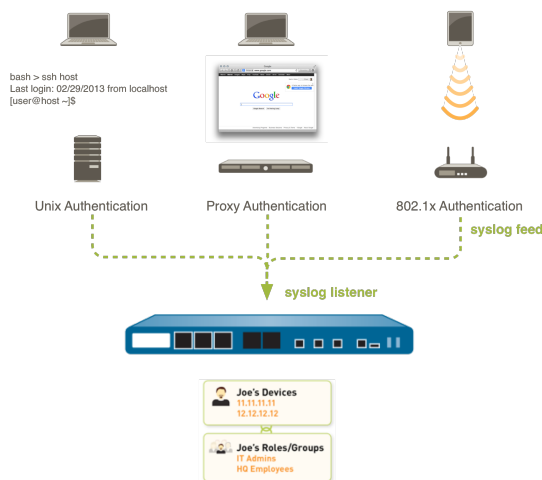 bash > ssh host
Last login: 02/29/2013 from localhost
[user@host ~]$
Google
Unix Authentication
Proxy Authentication
802.1x Authentication
syslog feed
syslog listener
Joe's Devices
11.11.11.11
12.12.12.12
Joe's Roles/Groups
IT Admins
HQ Employees